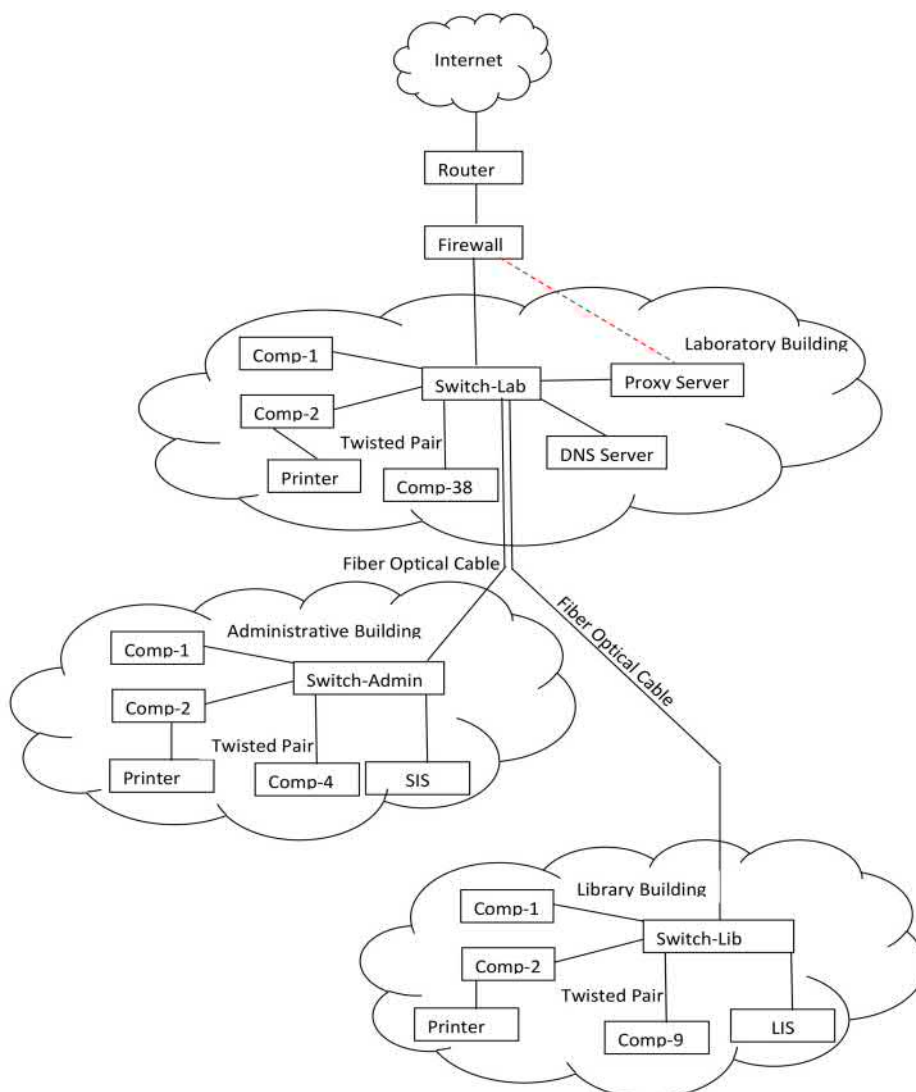 Internet
Router
Firewall
Laboratory Building
Comp-1
Switch-Lab
Proxy Server
Comp-2
Twisted Pair
DNS Server
Printer
Comp-38
Fiber Optical Cable
Fiber Optical Cable
Administrative Building
Comp-1
Switch-Admin
Comp-2
Twisted Pair
Printer
Comp-4
SIS
Library Building
Comp-1
Switch-Lib
Comp-2
Twisted Pair
Printer
Comp-9
LIS